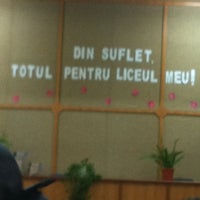 DIN SUFLET,
TOTUL PENTRU LICEUL MEU!